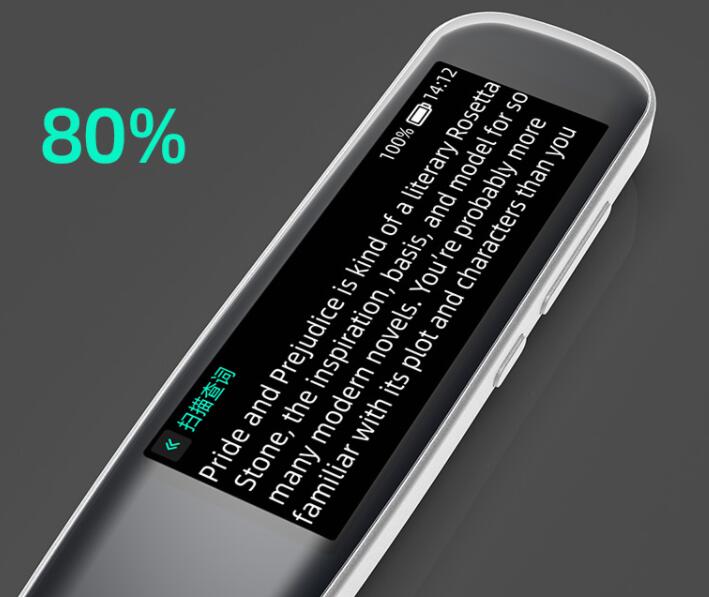 80%
100% 14:12
扫描查词
Pride and Prejudice is kind of a literary Rosetta
Stone, the inspiration, basis, and model for so
many modern novels. You're probably more
familiar with its plot and characters than you